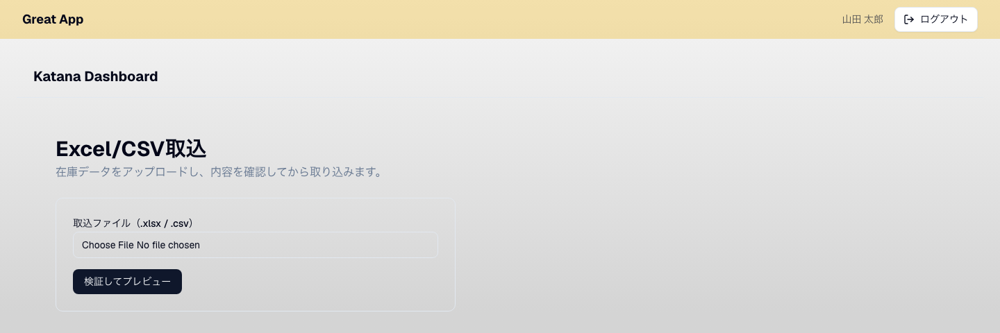 Great App
山田 太郎
ログアウト
Katana Dashboard
Excel/CSV取込
在庫データをアップロードし、内容を確認してから取り込みます。
取込ファイル（.xlsx / .csv）
Choose File No file chosen
検証してプレビュー